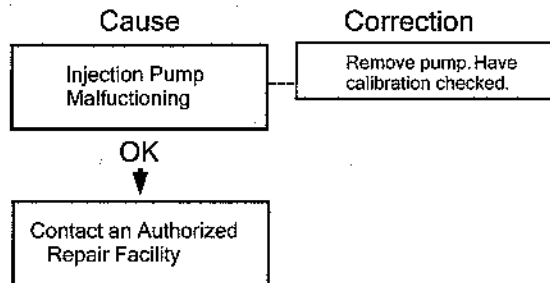 Cause
Correction
Injection Pump
Malfuctioning
Remove pump. Have
calibration checked.
OK
Contact an Authorized
Repair Facility